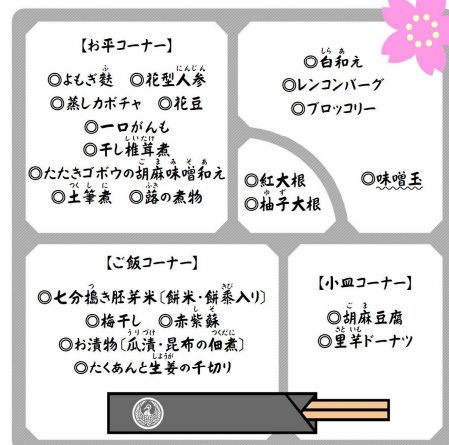 【お平コーナー】
◎よもぎ麩 ◎花型人参
◎蒸しカボチャ ◎花豆
◎一口がんも
◎干し椎茸煮
◎たたきゴボウの胡麻味噌和え
◎土筆煮 ◎蕗の煮物
◎白和え
◎レンコンバーグ
◎ブロッコリー
◎紅大根
◎柚子大根
◎味噌玉
【ご飯コーナー】
◎七分搗き胚芽米〔餅米・餅黍入り〕
◎梅干し ◎赤紫蘇
◎お漬物〔瓜漬・昆布の佃煮〕
◎たくあんと生姜の千切り
【小皿コーナー】
◎胡麻豆腐
◎里芋ドーナツ